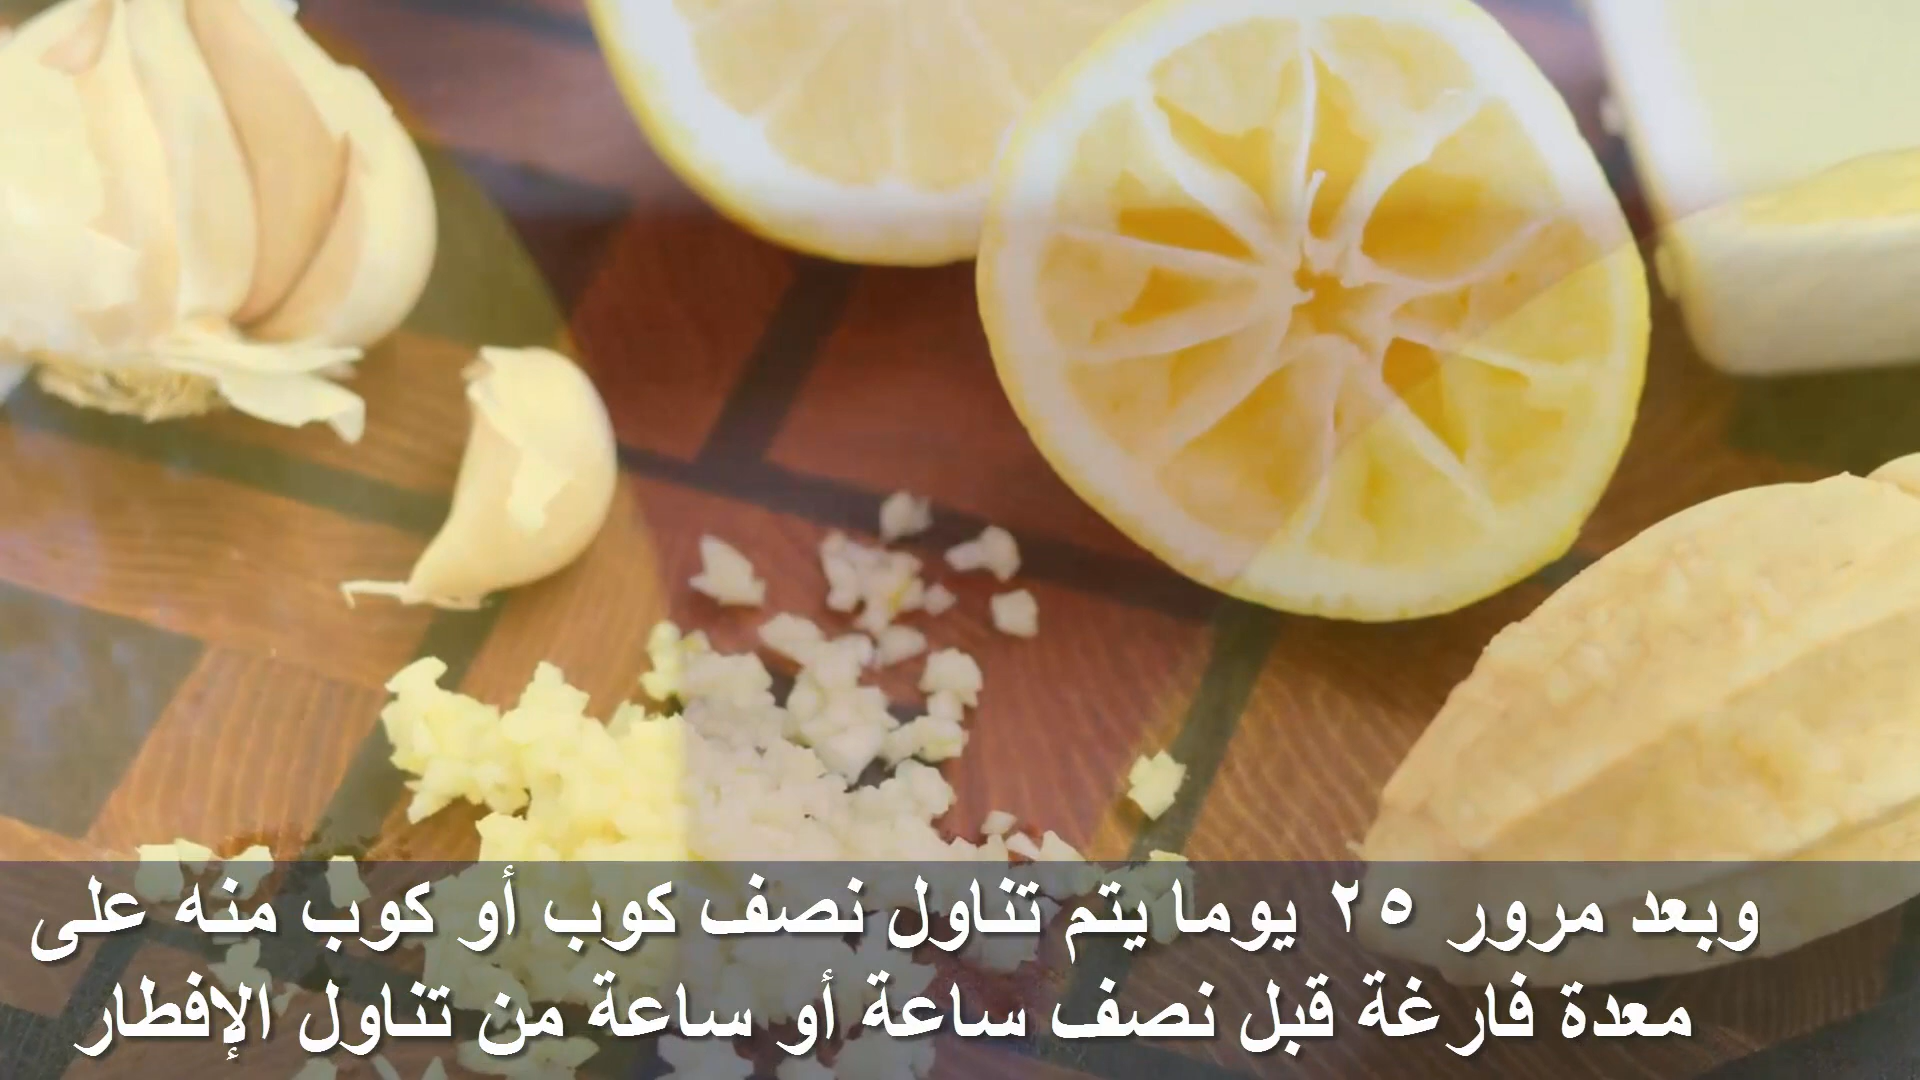 وبعد مرور ٢٥ يوما يتم تناول نصف كوب أو كوب منه على
معدة فارغة قبل نصف ساعة أو ساعة من تناول الإفطار